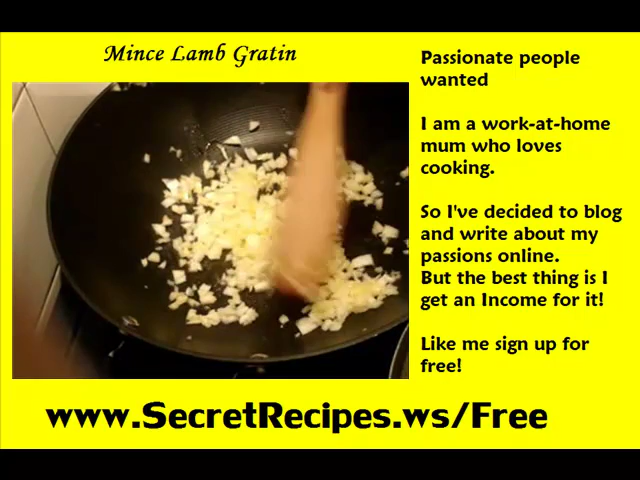 Mince Lamb Gratin
Passionate people
wanted
I am a work-at-home
mum who loves
cooking.
So I've decided to blog
and write about my
passions online.
But the best thing is I
get an Income for it!
Like me sign up for
free!
www.SecretRecipes.ws/Free